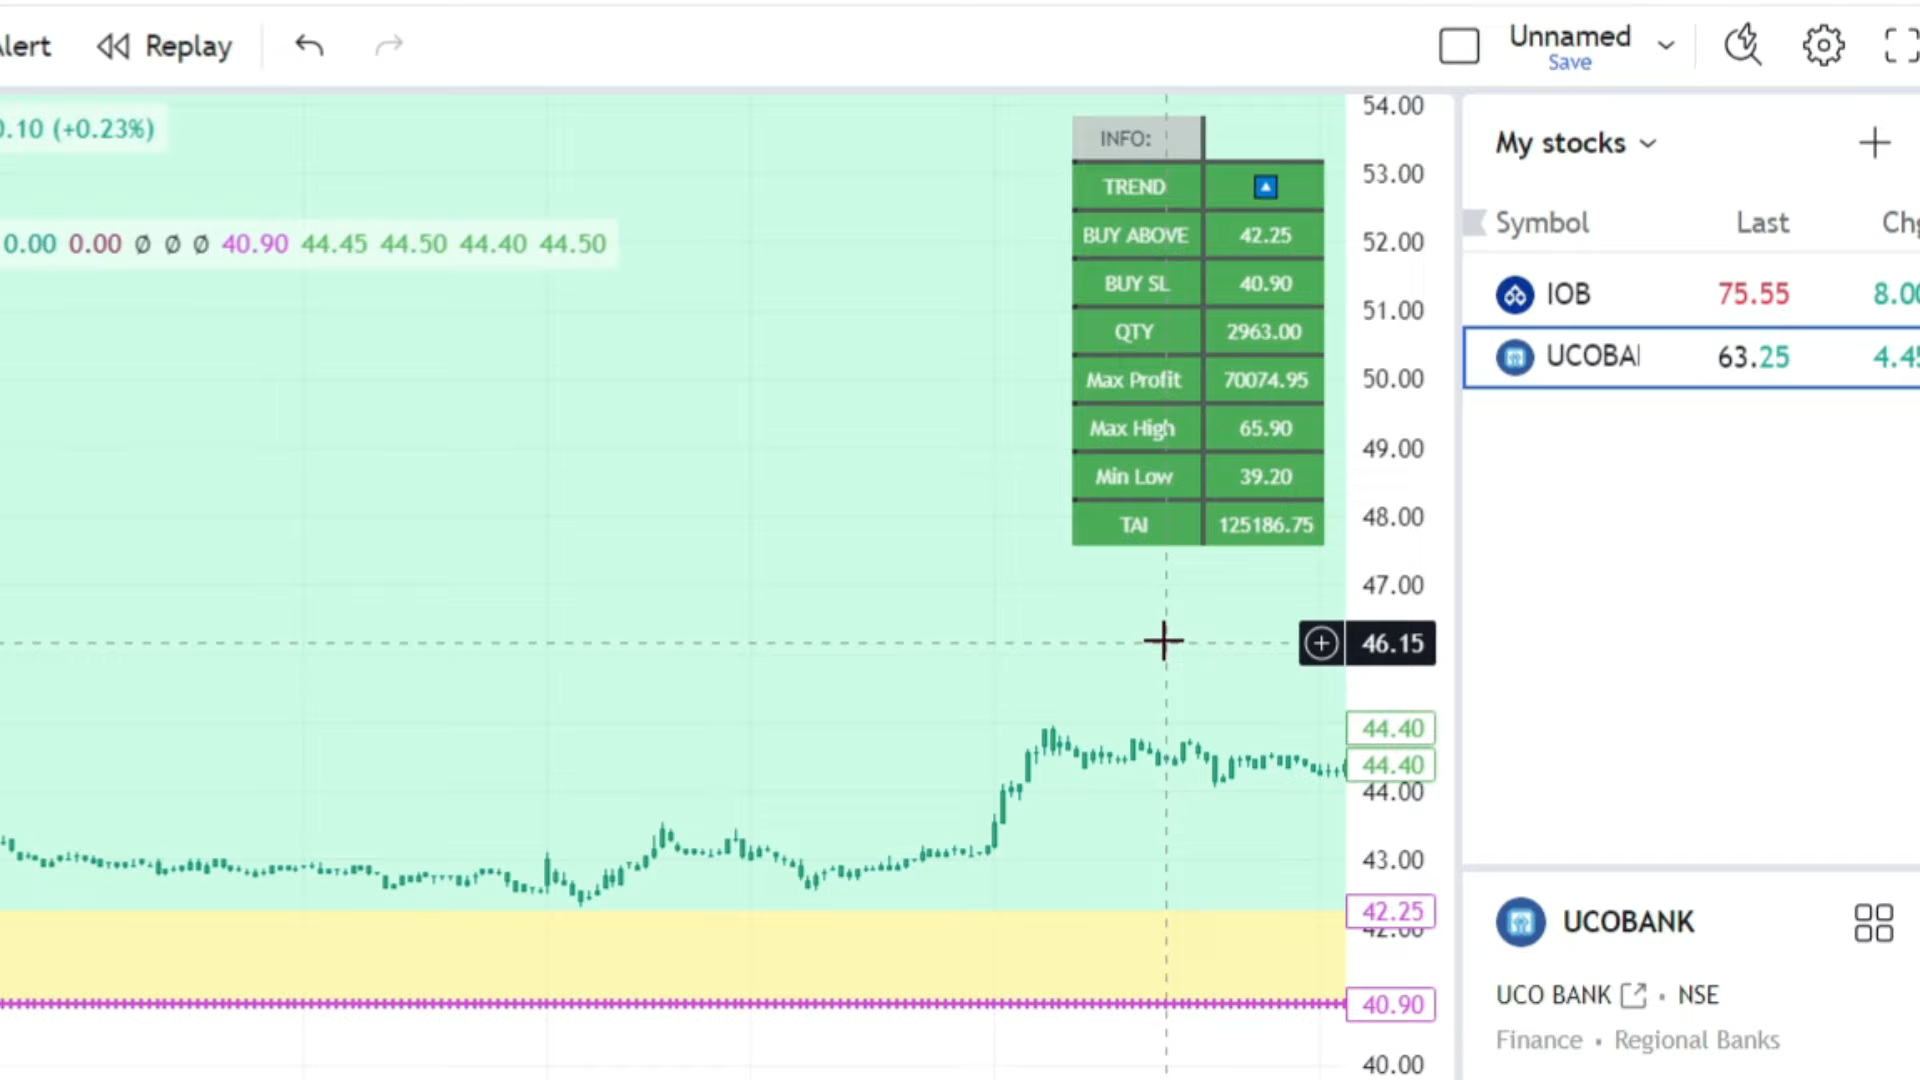 Alert Replay
Unnamed
Save
0.10 (+0.23%)
0.00 0.00 Ø Ø Ø 40.90 44.45 44.50 44.40 44.50
INFO:
TREND
BUY ABOVE 42.25
BUY SL 40.90
QTY 2963.00
Max Profit 70074.95
Max High 65.90
Min Low 39.20
TAI 125186.75
54.00
53.00
52.00
51.00
50.00
49.00
48.00
47.00
46.15
44.40
44.40
44.00
43.00
42.25
42.00
40.90
40.00
My stocks
Symbol Last Chg
IOB 75.55 8.00
UCOBAI 63.25 4.45
UCOBANK
UCO BANK • NSE
Finance • Regional Banks